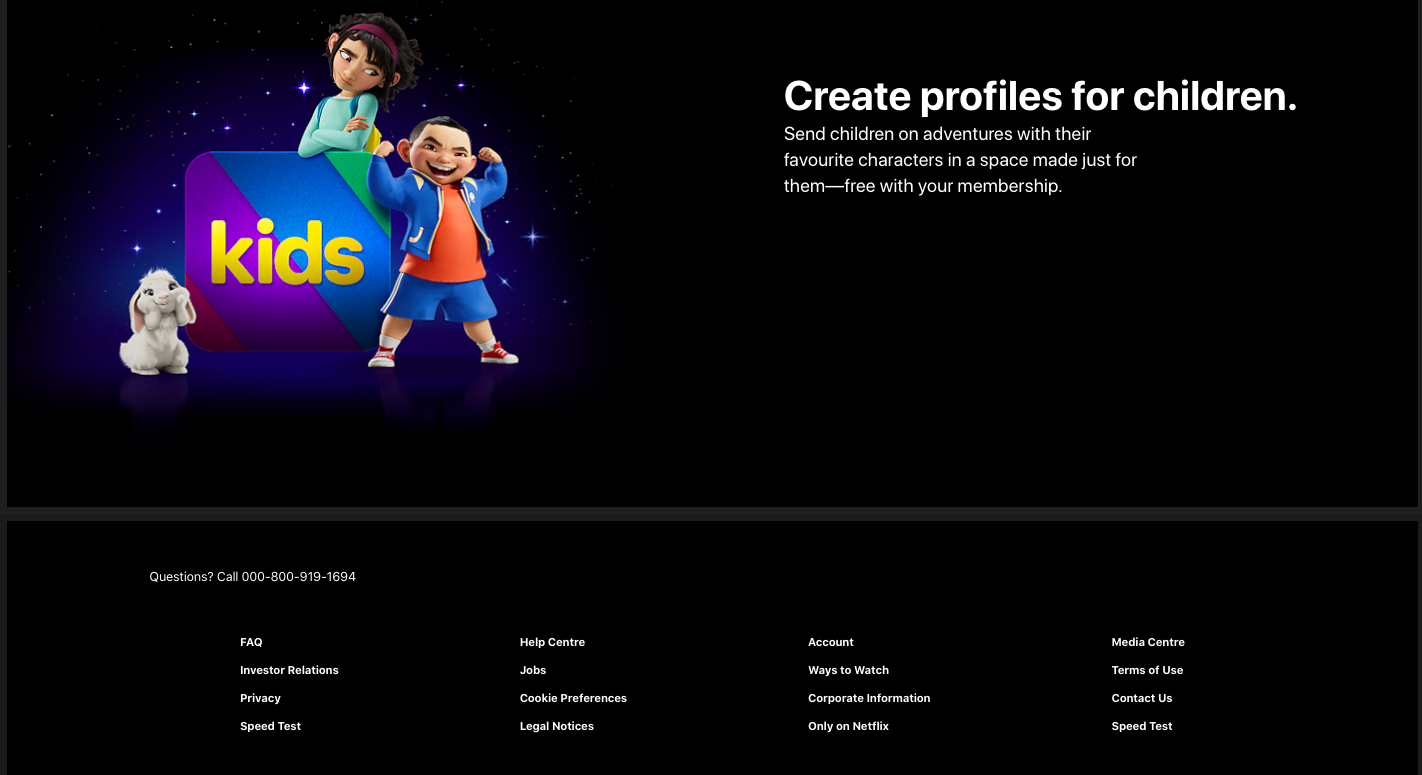 kids
J
Create profiles for children.
Send children on adventures with their
favourite characters in a space made just for
them—free with your membership.
Questions? Call 000-800-919-1694
FAQ
Help Centre
Account
Media Centre
Investor Relations
Jobs
Ways to Watch
Terms of Use
Privacy
Cookie Preferences
Corporate Information
Contact Us
Speed Test
Legal Notices
Only on Netflix
Speed Test